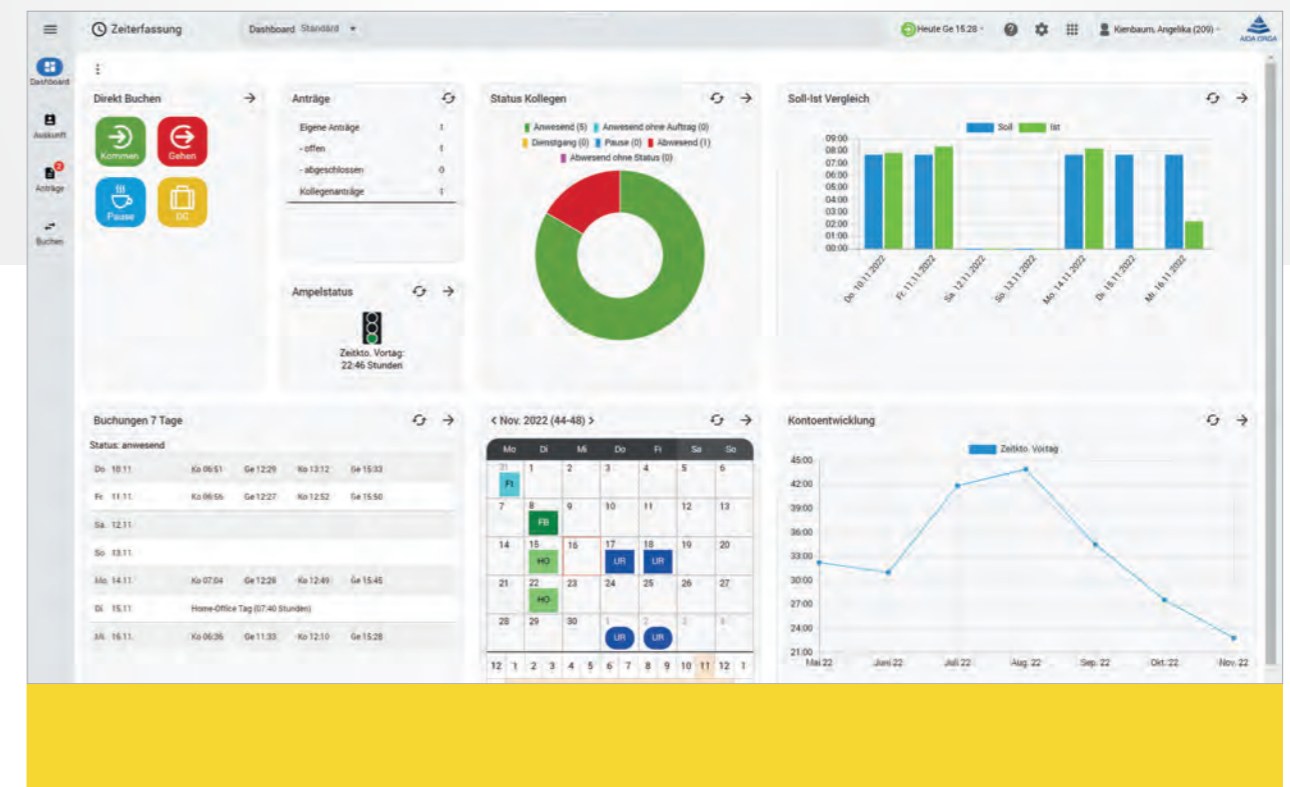 Zeiterfassung
Dashboard Standard
Heute Ge 15:28
Kienbaum, Angelika (209)
AIDA ORGA
Dashboard
Auskunft
2
Anträge
Buchen
Direkt Buchen
Kommen
Gehen
Pause
DG
Anträge
Eigene Anträge 1
- offen 1
- abgeschlossen 0
Kollegenanträge 1
Ampelstatus
Zeitkto. Vortag:
22:46 Stunden
Status Kollegen
Anwesend (5) Anwesend ohne Auftrag (0)
Dienstgang (0) Pause (0) Abwesend (1)
Abwesend ohne Status (0)
Soll-Ist Vergleich
Soll Ist
09:00
08:00
07:00
06:00
05:00
04:00
03:00
02:00
01:00
00:00
Do. 10.11.2022
Fr. 11.11.2022
Sa. 12.11.2022
So. 13.11.2022
Mo. 14.11.2022
Di. 15.11.2022
Mi. 16.11.2022
Buchungen 7 Tage
Status: anwesend
Do 10.11. Ko 06:51 Ge 12:29 Ko 13:12 Ge 15:33
Fr 11.11. Ko 06:56 Ge 12:27 Ko 12:52 Ge 15:50
Sa 12.11.
So 13.11.
Mo 14.11. Ko 07:04 Ge 12:28 Ko 12:49 Ge 15:45
Di 15.11. Home-Office Tag (07:40 Stunden)
Mi 16.11. Ko 06:36 Ge 11:33 Ko 12:10 Ge 15:28
< Nov. 2022 (44-48) >
Mo Di Mi Do Fr Sa So
31 1 2 3 4 5 6
Ft
7 8 9 10 11 12 13
FB
14 15 16 17 18 19 20
HO UR UR
21 22 23 24 25 26 27
HO
28 29 30 1 2 3 4
UR UR
12 1 2 3 4 5 6 7 8 9 10 11 12 1
Kontoentwicklung
Zeitkto. Vortag
45:00
42:00
39:00
36:00
33:00
30:00
27:00
24:00
21:00
Mai 22 Juni 22 Juli 22 Aug. 22 Sep. 22 Okt. 22 Nov. 22